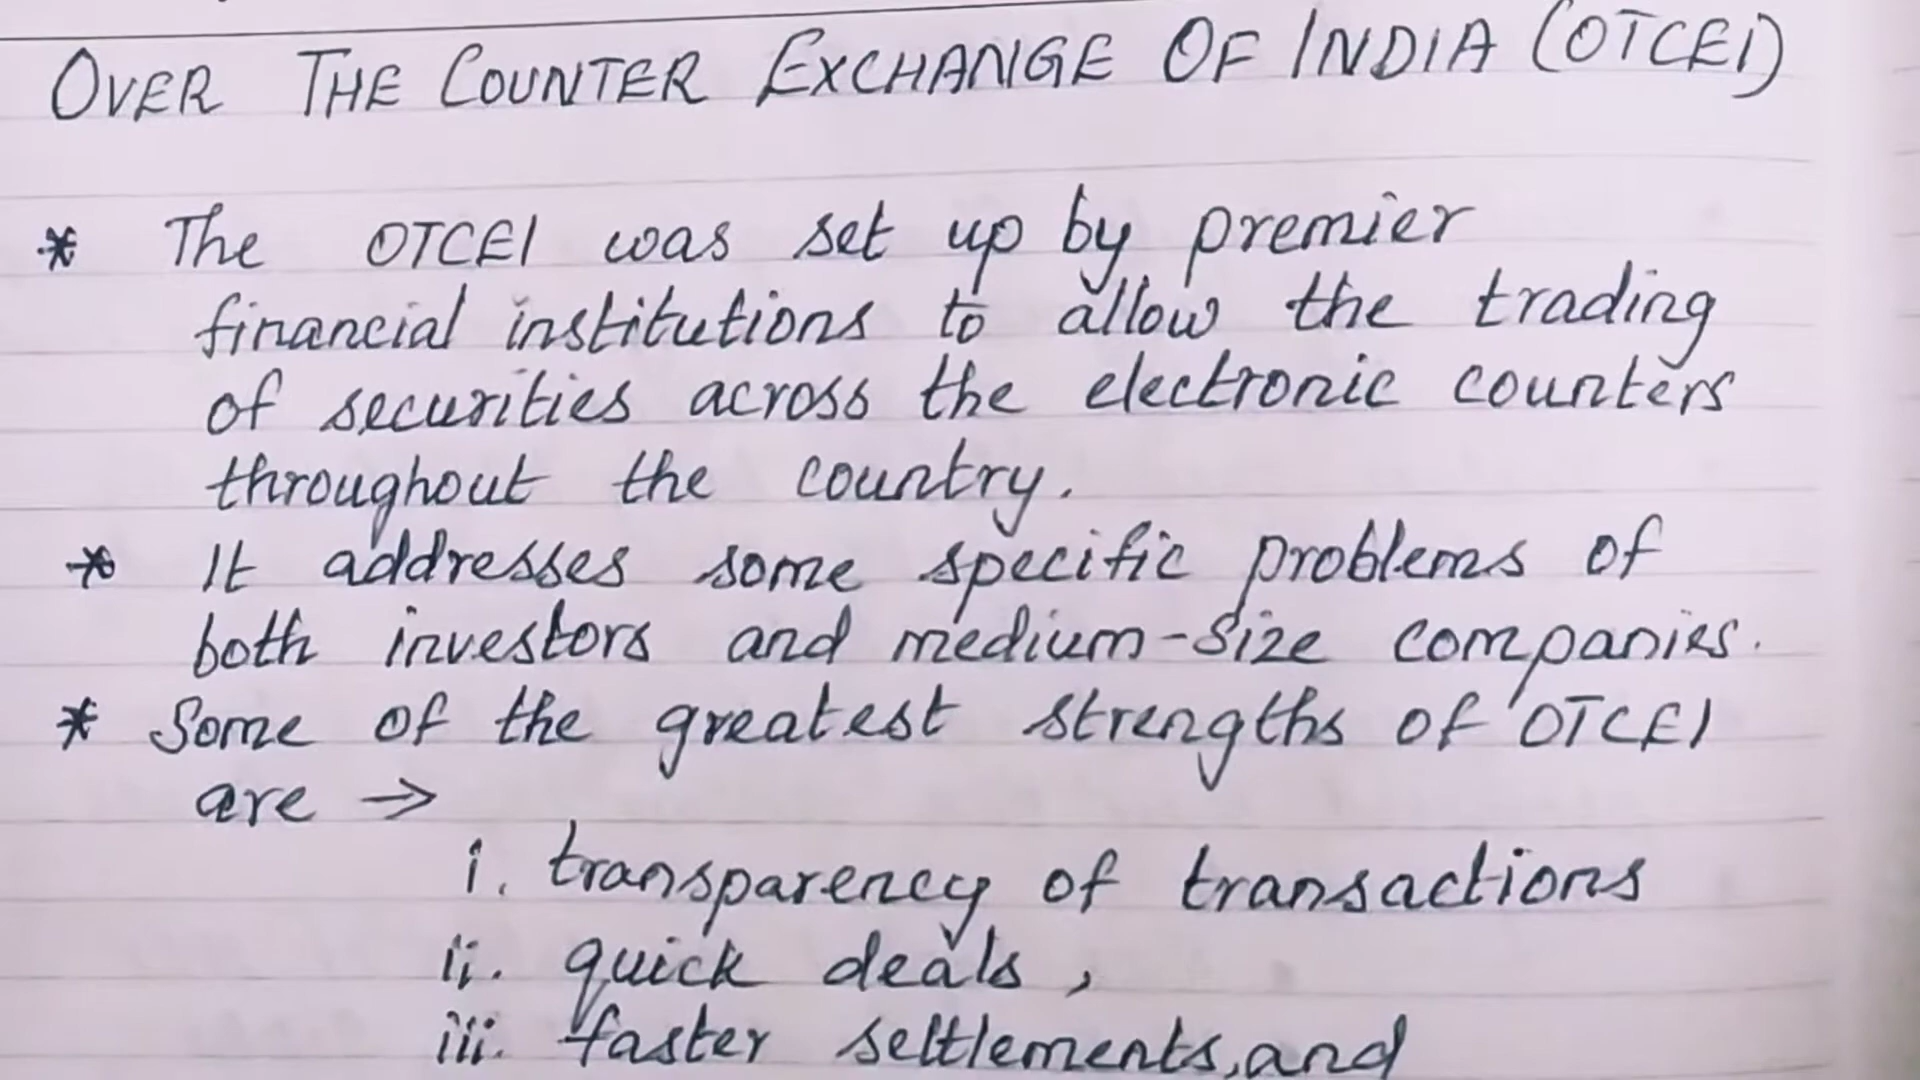 OVER THE COUNTER EXCHANGE OF INDIA (OTCEI)
* The OTCEI was set up by premier
financial institutions to allow the trading
of securities across the electronic counters
throughout the country.
* It addresses some specific problems of
both investors and medium-size companies.
* Some of the greatest strengths of OTCEI
are →
i. transparency of transactions
ii. quick deals,
iii. faster settlements, and